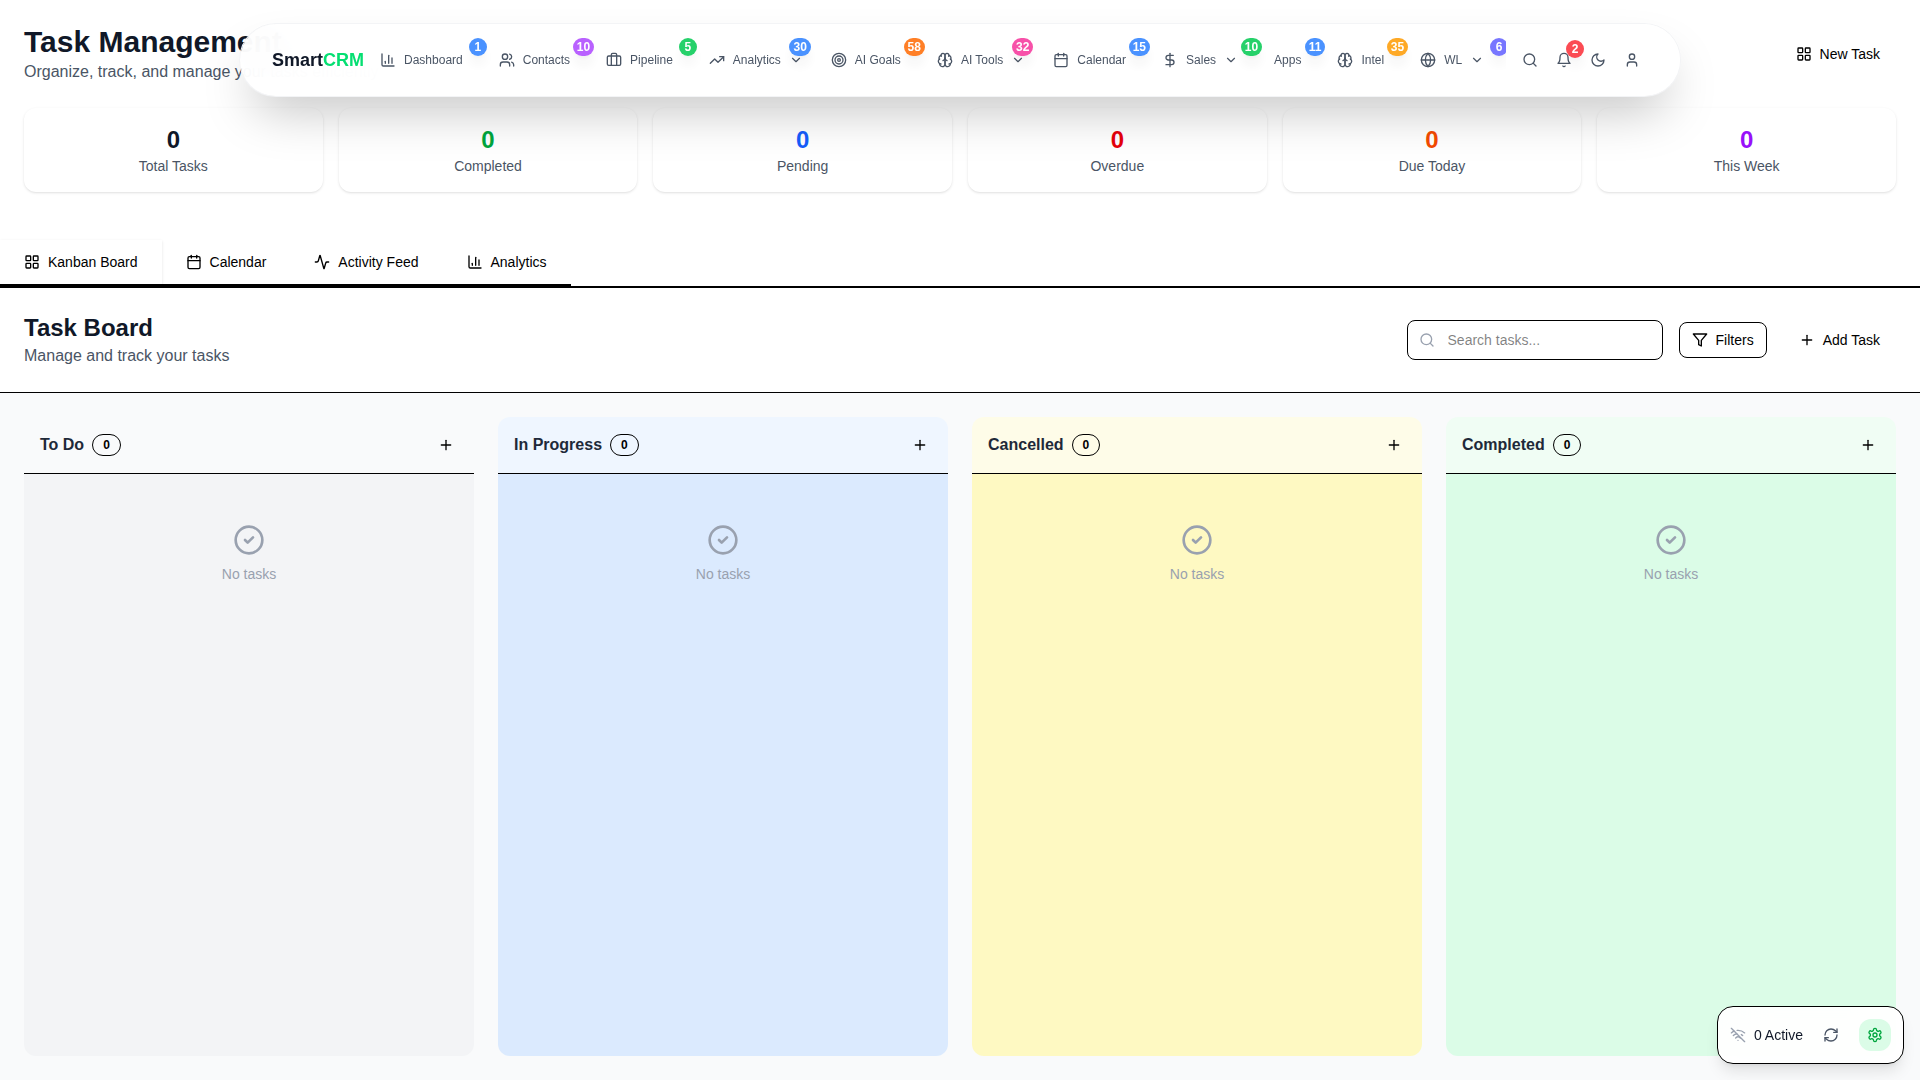 Task Management
Organize, track, and manage y
SmartCRM
Dashboard 1
Contacts 10
Pipeline 5
Analytics 30
AI Goals 58
AI Tools 32
Calendar 15
Sales 10
Apps 11
Intel 35
WL 6
2
New Task
0
Total Tasks
0
Completed
0
Pending
0
Overdue
0
Due Today
0
This Week
Kanban Board
Calendar
Activity Feed
Analytics
Task Board
Manage and track your tasks
Search tasks...
Filters
Add Task
To Do 0
In Progress 0
Cancelled 0
Completed 0
No tasks
No tasks
No tasks
No tasks
0 Active